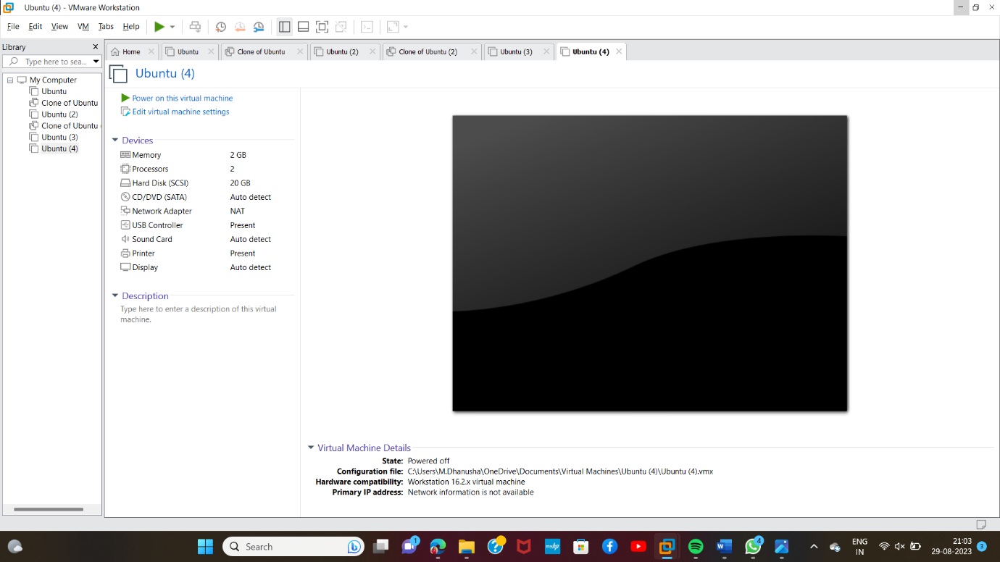 Ubuntu (4) - VMware Workstation
File Edit View VM Tabs Help
Library
Type here to sea...
Home Ubuntu Clone of Ubuntu Ubuntu (2) Clone of Ubuntu (2) Ubuntu (3) Ubuntu (4)
My Computer
Ubuntu
Clone of Ubuntu
Ubuntu (2)
Clone of Ubuntu
Ubuntu (3)
Ubuntu (4)
Ubuntu (4)
Power on this virtual machine
Edit virtual machine settings
Devices
Memory 2 GB
Processors 2
Hard Disk (SCSI) 20 GB
CD/DVD (SATA) Auto detect
Network Adapter NAT
USB Controller Present
Sound Card Auto detect
Printer Present
Display Auto detect
Description
Type here to enter a description of this virtual
machine.
Virtual Machine Details
State: Powered off
Configuration file: C:\Users\M.Dhanusha\OneDrive\Documents\Virtual Machines\Ubuntu (4)\Ubuntu (4).vmx
Hardware compatibility: Workstation 16.2.x virtual machine
Primary IP address: Network information is not available
Search
1
myhp
4
ENG
IN
21:03
29-08-2023
3